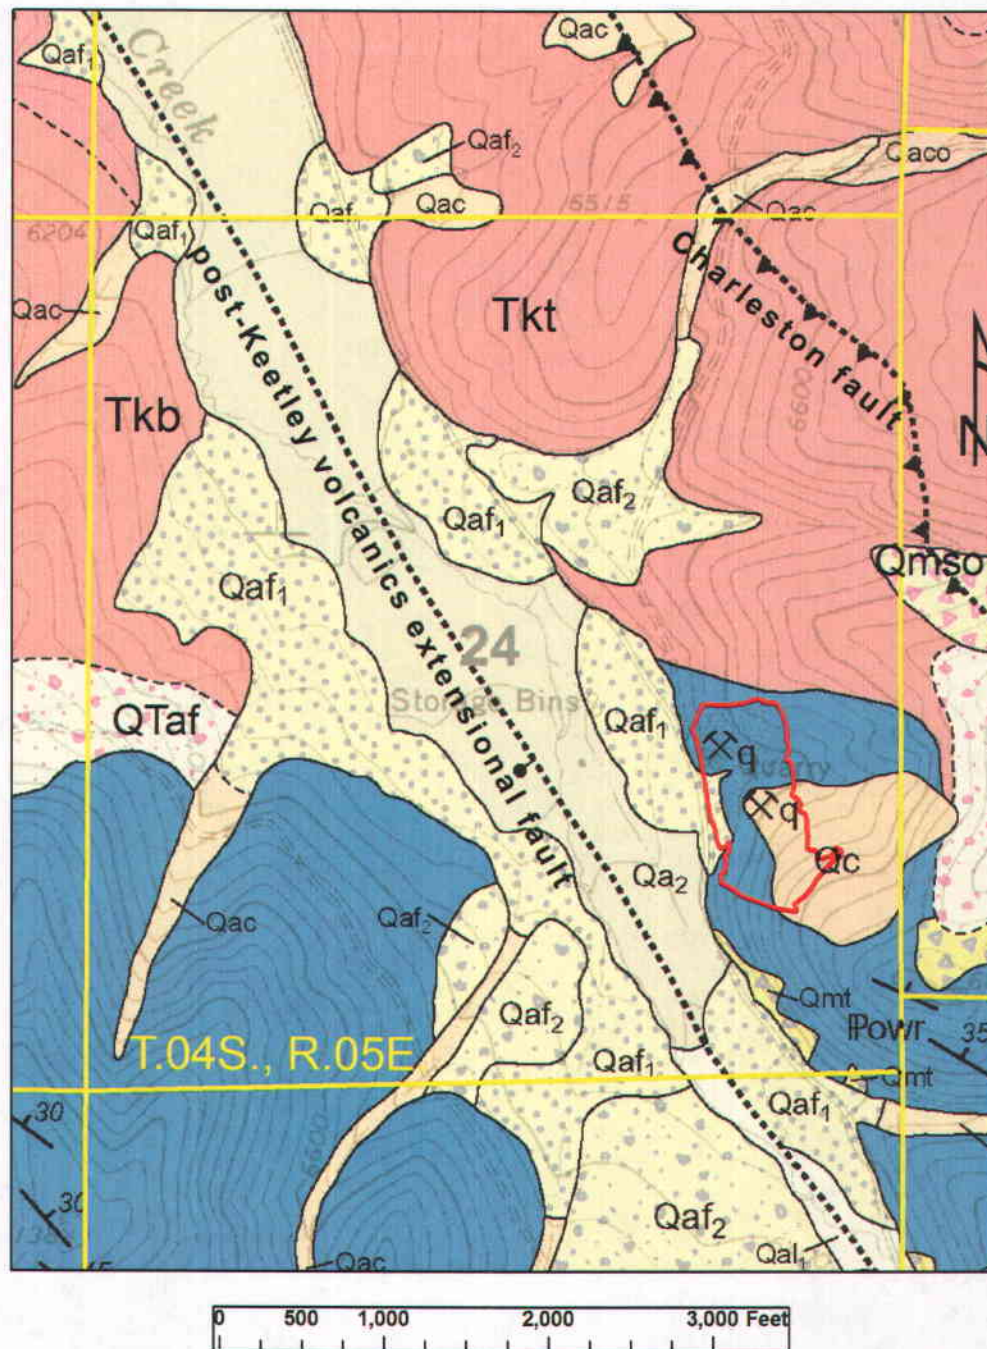 Qac
Qaf₁
Creek
Qaf₂
Qaco
Qac
Qac
Qaf₁
5515
6204
Qaf₁
Qac
Tkt
Charleston fault
post-Keetley volcanics extensional fault
Tkb
6600
Qaf₂
Qaf₁
Qmso
Qaf₁
24
Storage Bins
QTaf
Qaf₁
q
Quarry
q
Qc
Qa₂
Qac
Qaf₂
Qmt
Qaf₂
Powr
35
T.04S., R.05E
Qaf₁
Qmt
30
Qaf₁
5600
30
Qaf₂
Qal₁
Qac
0 500 1,000 2,000 3,000 Feet